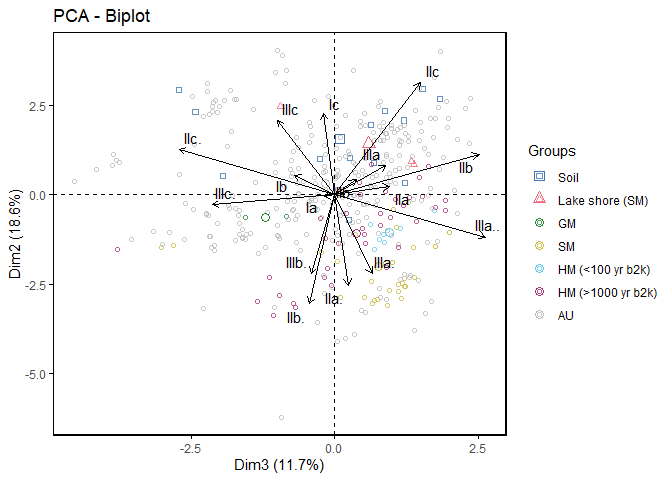 PCA - Biplot
IIc
IIIc
Ic
IIc.
IIIa
IIb
Ib
IIIc.
Ia
IIa
IIIa..
IIIb.
IIIa.
IIa.
IIb.
2.5
0.0
-2.5
-5.0
-2.5
0.0
2.5
Dim3 (11.7%)
Dim2 (18.6%)
Groups
Soil
Lake shore (SM)
GM
SM
HM (<100 yr b2k)
HM (>1000 yr b2k)
AU